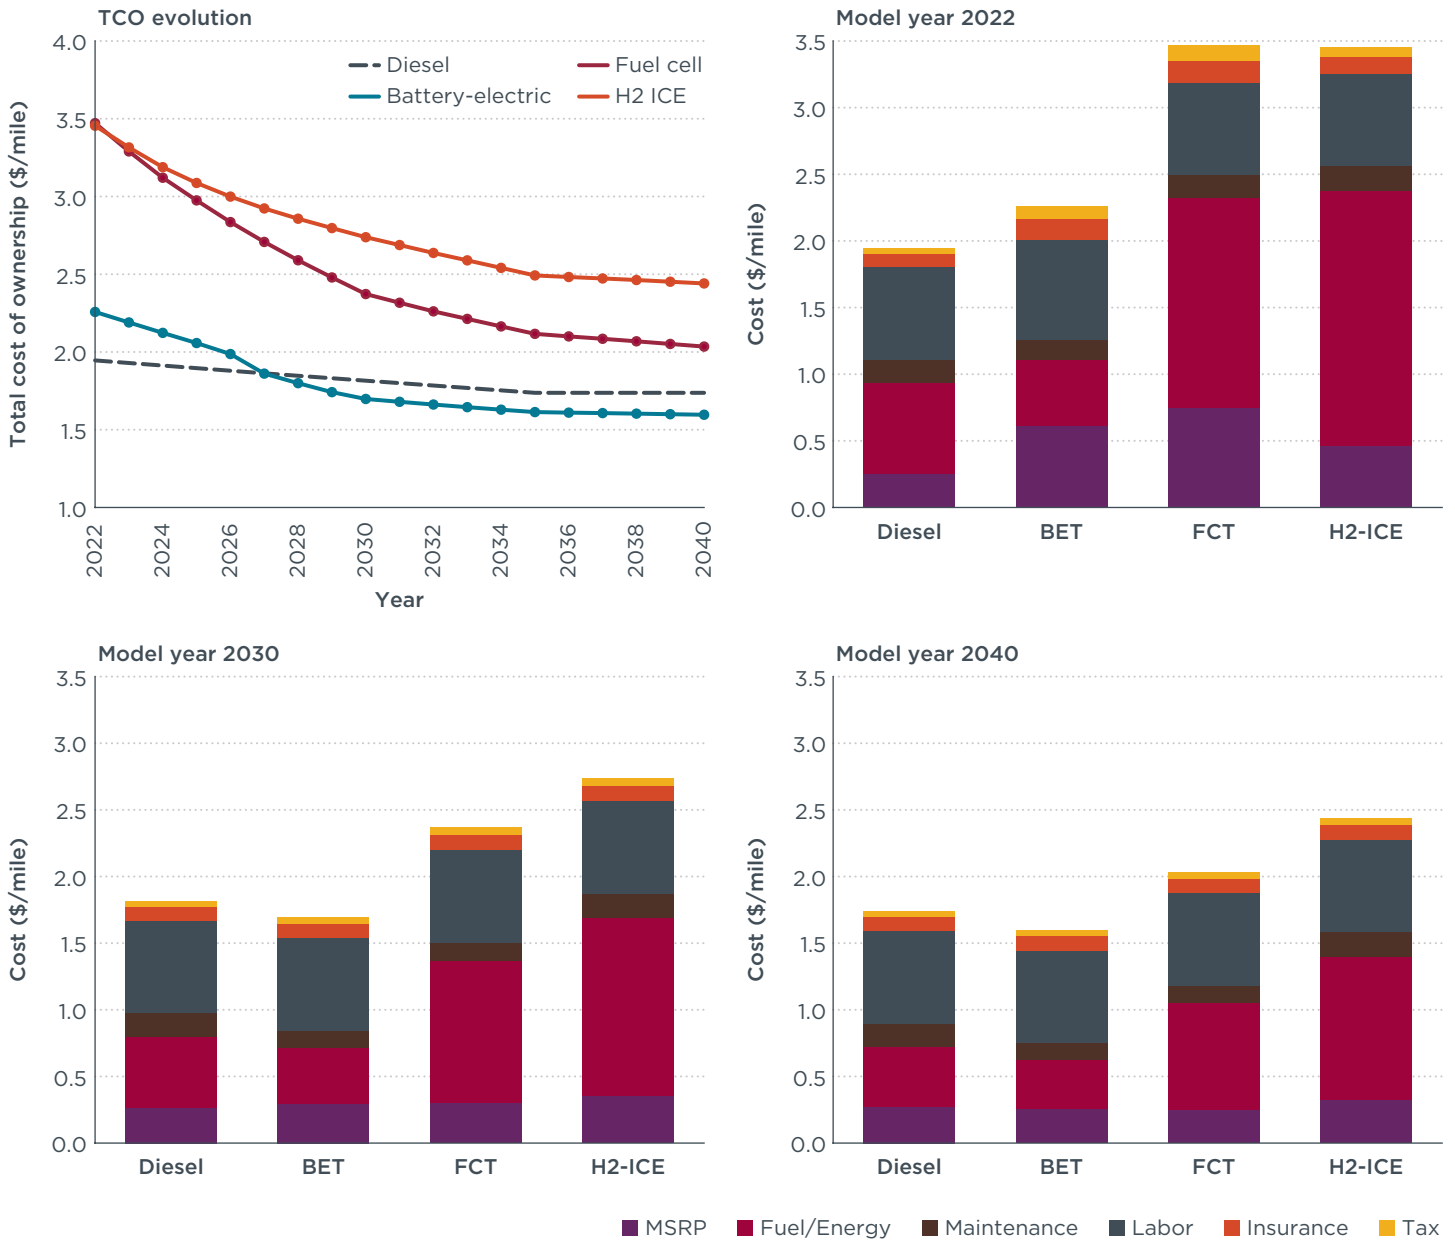 TCO evolution
4.0
3.5
3.0
2.5
2.0
1.5
1.0
Total cost of ownership ($/mile)
Diesel
Fuel cell
Battery-electric
H2 ICE
2022
2024
2026
2028
2030
2032
2034
2036
2038
2040
Year
Model year 2022
3.5
3.0
2.5
2.0
1.5
1.0
0.5
0.0
Cost ($/mile)
Diesel
BET
FCT
H2-ICE
Model year 2030
3.5
3.0
2.5
2.0
1.5
1.0
0.5
0.0
Cost ($/mile)
Diesel
BET
FCT
H2-ICE
Model year 2040
3.5
3.0
2.5
2.0
1.5
1.0
0.5
0.0
Cost ($/mile)
Diesel
BET
FCT
H2-ICE
MSRP
Fuel/Energy
Maintenance
Labor
Insurance
Tax